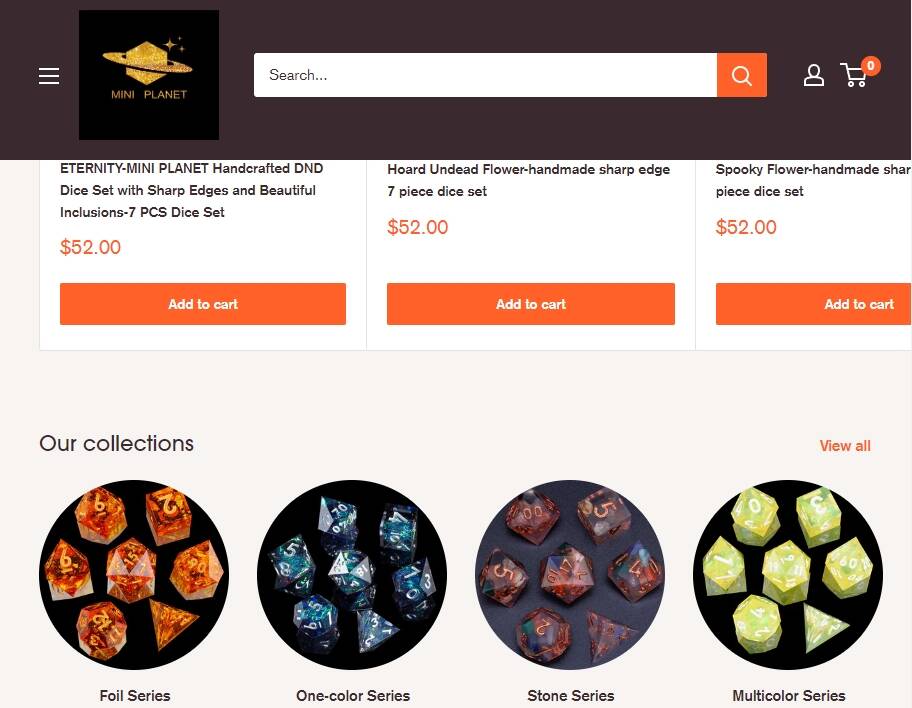 MINI PLANET
Search...
0
ETERNITY-MINI PLANET Handcrafted DND
Dice Set with Sharp Edges and Beautiful
Inclusions-7 PCS Dice Set
$52.00
Add to cart
Hoard Undead Flower-handmade sharp edge
7 piece dice set
$52.00
Add to cart
Spooky Flower-handmade shar
piece dice set
$52.00
Add to cart
Our collections
View all
Foil Series
One-color Series
Stone Series
Multicolor Series